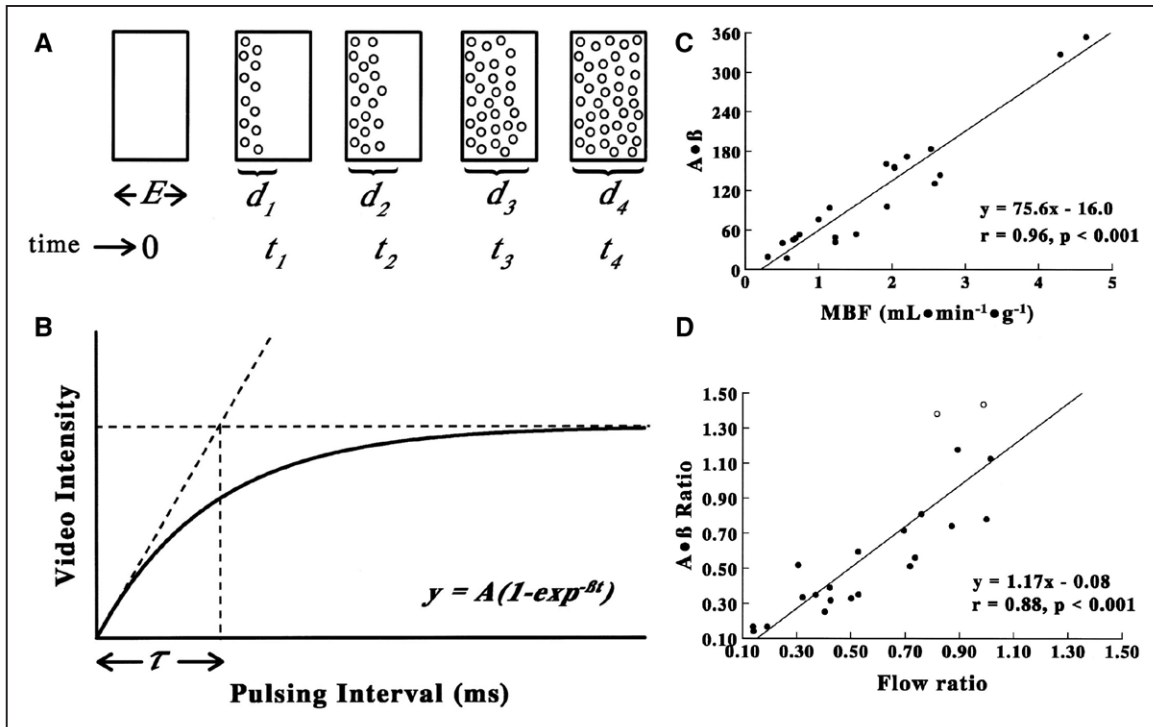 A
E
d1
d2
d3
d4
time → 0
t1
t2
t3
t4
B
Video Intensity
y = A(1-exp-ßt)
τ
Pulsing Interval (ms)
C
A●ß
360
300
240
180
120
60
0
0 1 2 3 4 5
y = 75.6x - 16.0
r = 0.96, p < 0.001
MBF (mL●min-1●g-1)
D
A●ß Ratio
1.50
1.30
1.10
0.90
0.70
0.50
0.30
0.10
0.10 0.30 0.50 0.70 0.90 1.10 1.30 1.50
y = 1.17x - 0.08
r = 0.88, p < 0.001
Flow ratio